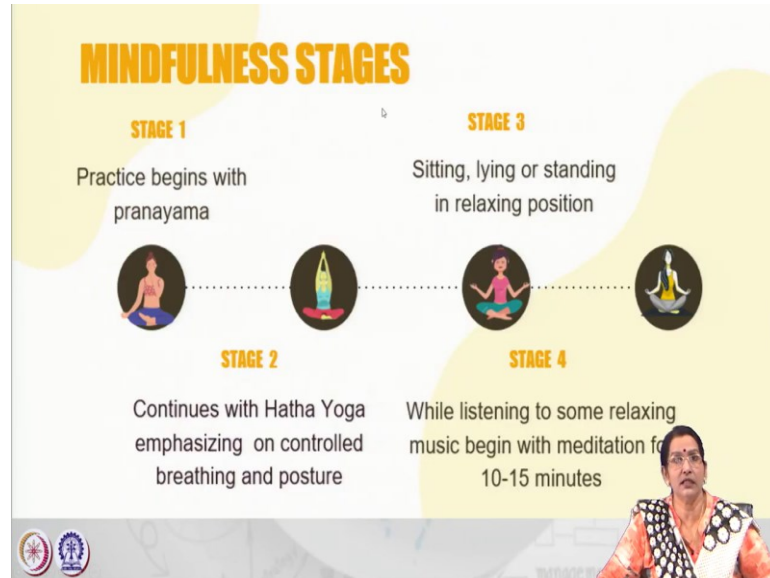 MINDFULNESS STAGES
STAGE 1
Practice begins with
pranayama
STAGE 2
Continues with Hatha Yoga
emphasizing on controlled
breathing and posture
STAGE 3
Sitting, lying or standing
in relaxing position
STAGE 4
While listening to some relaxing
music begin with meditation
10-15 minutes